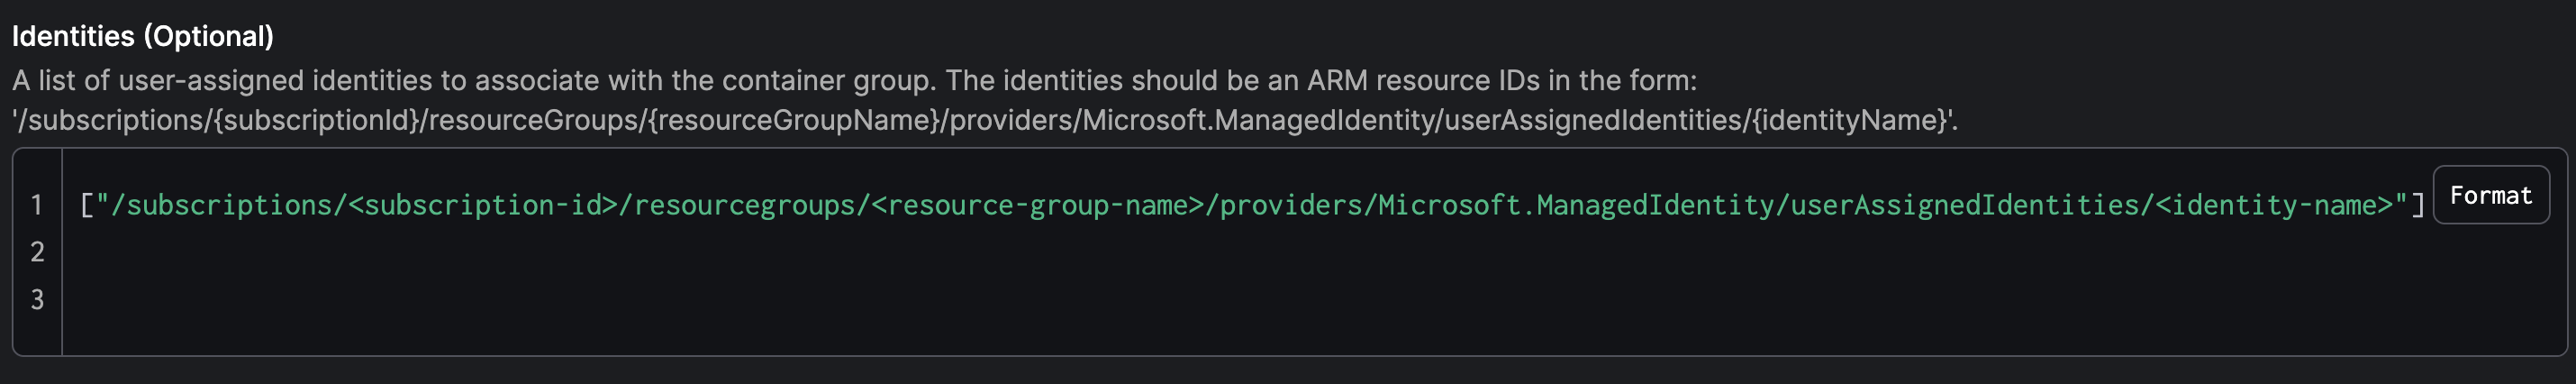 Identities (Optional)
A list of user-assigned identities to associate with the container group. The identities should be an ARM resource IDs in the form:
'/subscriptions/{subscriptionId}/resourceGroups/{resourceGroupName}/providers/Microsoft.ManagedIdentity/userAssignedIdentities/{identityName}'.
1 ["/subscriptions/<subscription-id>/resourcegroups/<resource-group-name>/providers/Microsoft.ManagedIdentity/userAssignedIdentities/<identity-name>"] Format
2
3